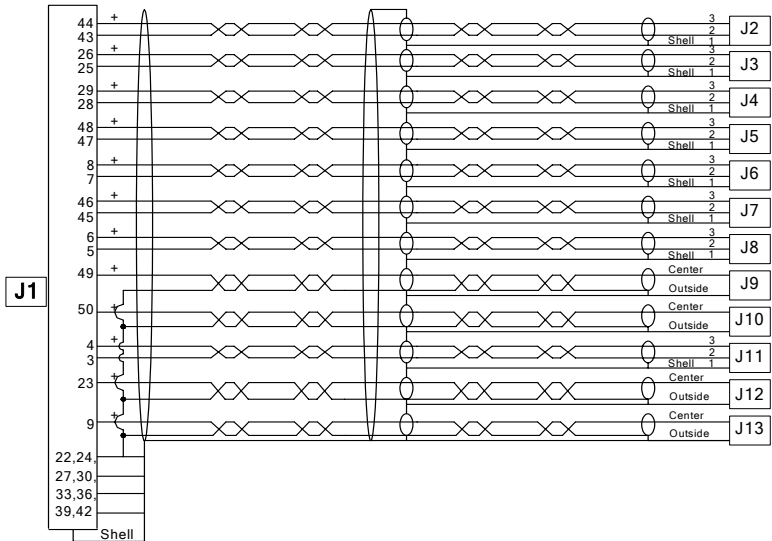 44 + 3 J2
43 2
Shell 1
26 + 3 J3
25 2
Shell 1
29 + 3 J4
28 2
Shell 1
48 + 3 J5
47 2
Shell 1
8 + 3 J6
7 2
Shell 1
46 + 3 J7
45 2
Shell 1
6 + 3 J8
5 2
Shell 1
49 + Center J9
J1 Outside
50 + Center J10
Outside
4 + 3 J11
3 2
Shell 1
23 + Center J12
Outside
9 + Center J13
Outside
22,24,
27,30,
33,36,
39,42
Shell